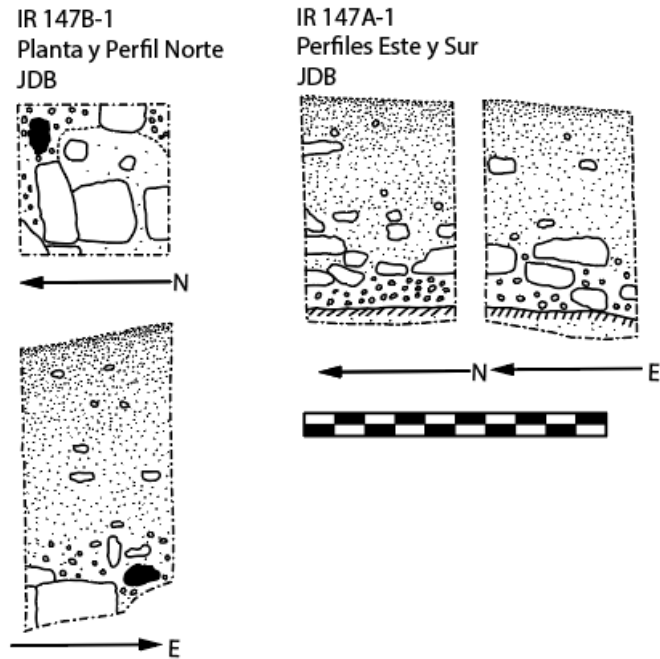 IR 147B-1
Planta y Perfil Norte
JDB
N
E
IR 147A-1
Perfiles Este y Sur
JDB
N
E